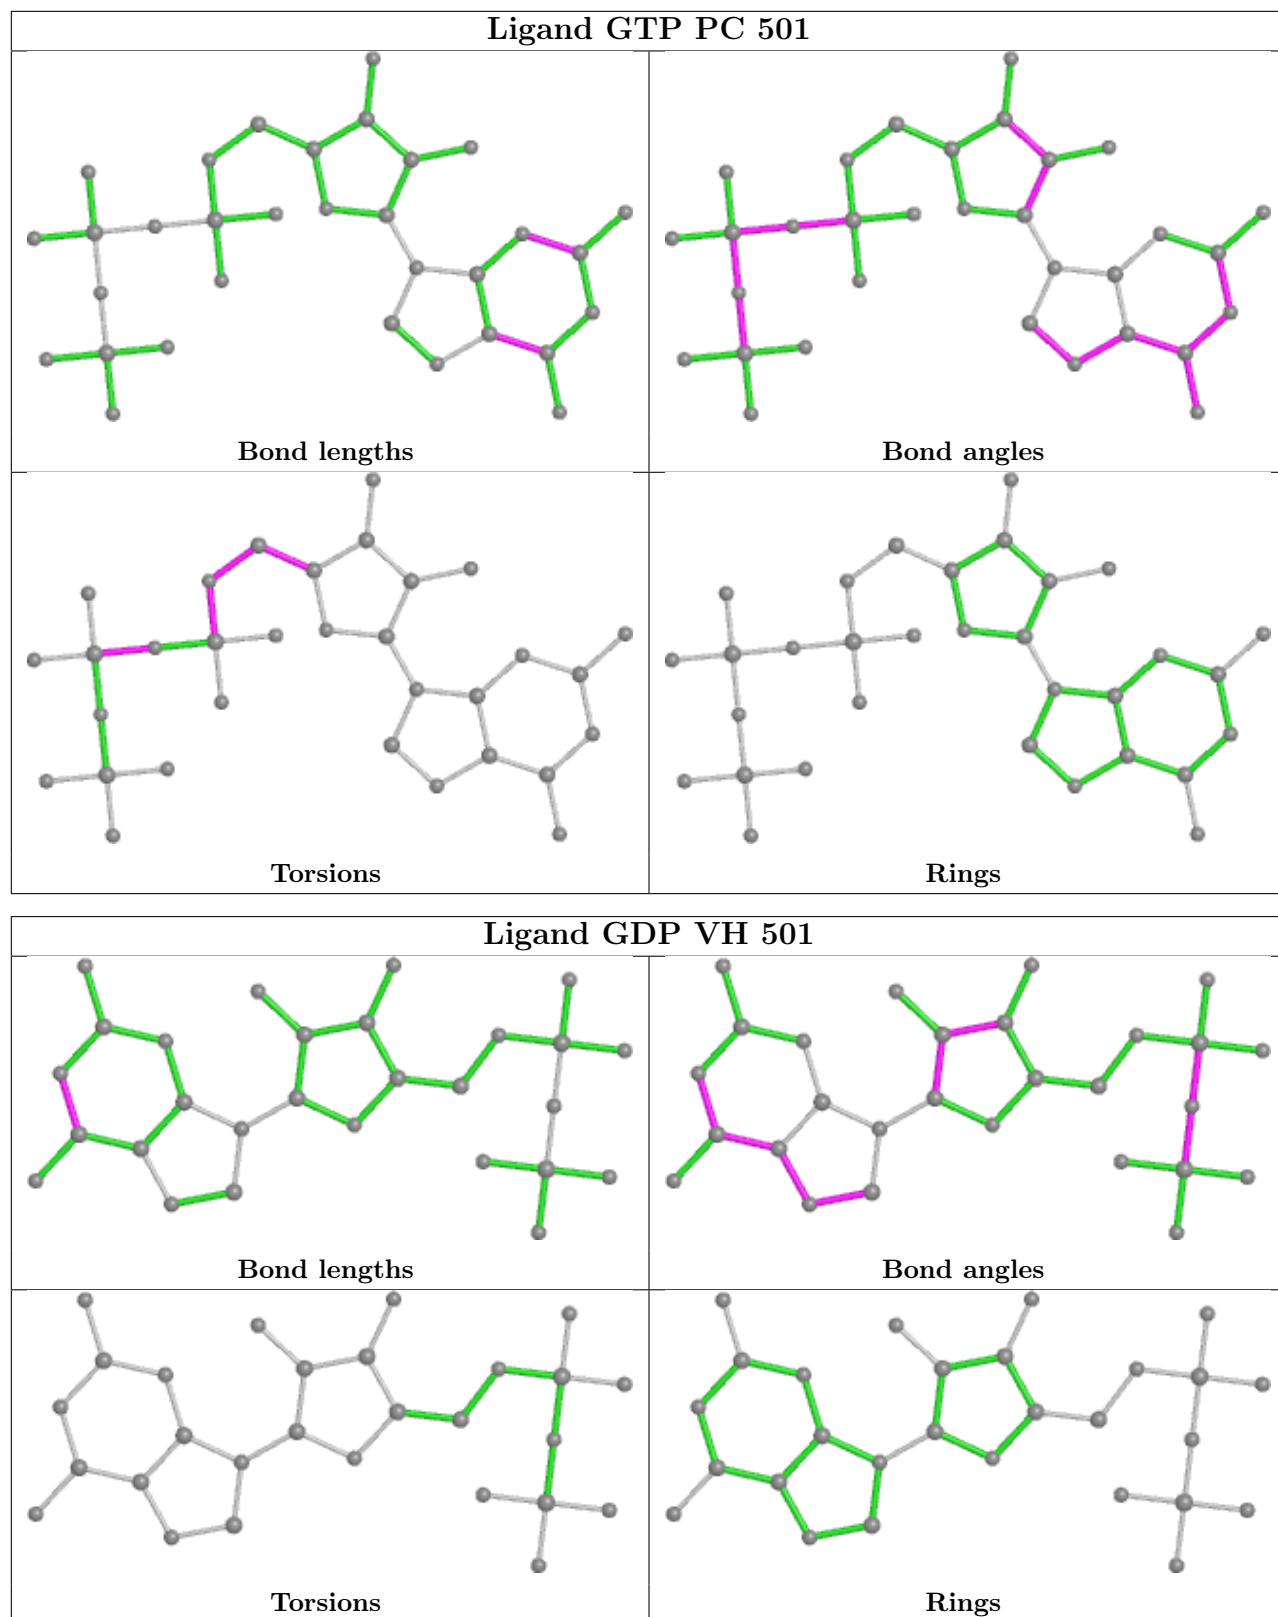 Ligand GTP PC 501
Bond lengths
Bond angles
Torsions
Rings
Ligand GDP VH 501
Bond lengths
Bond angles
Torsions
Rings